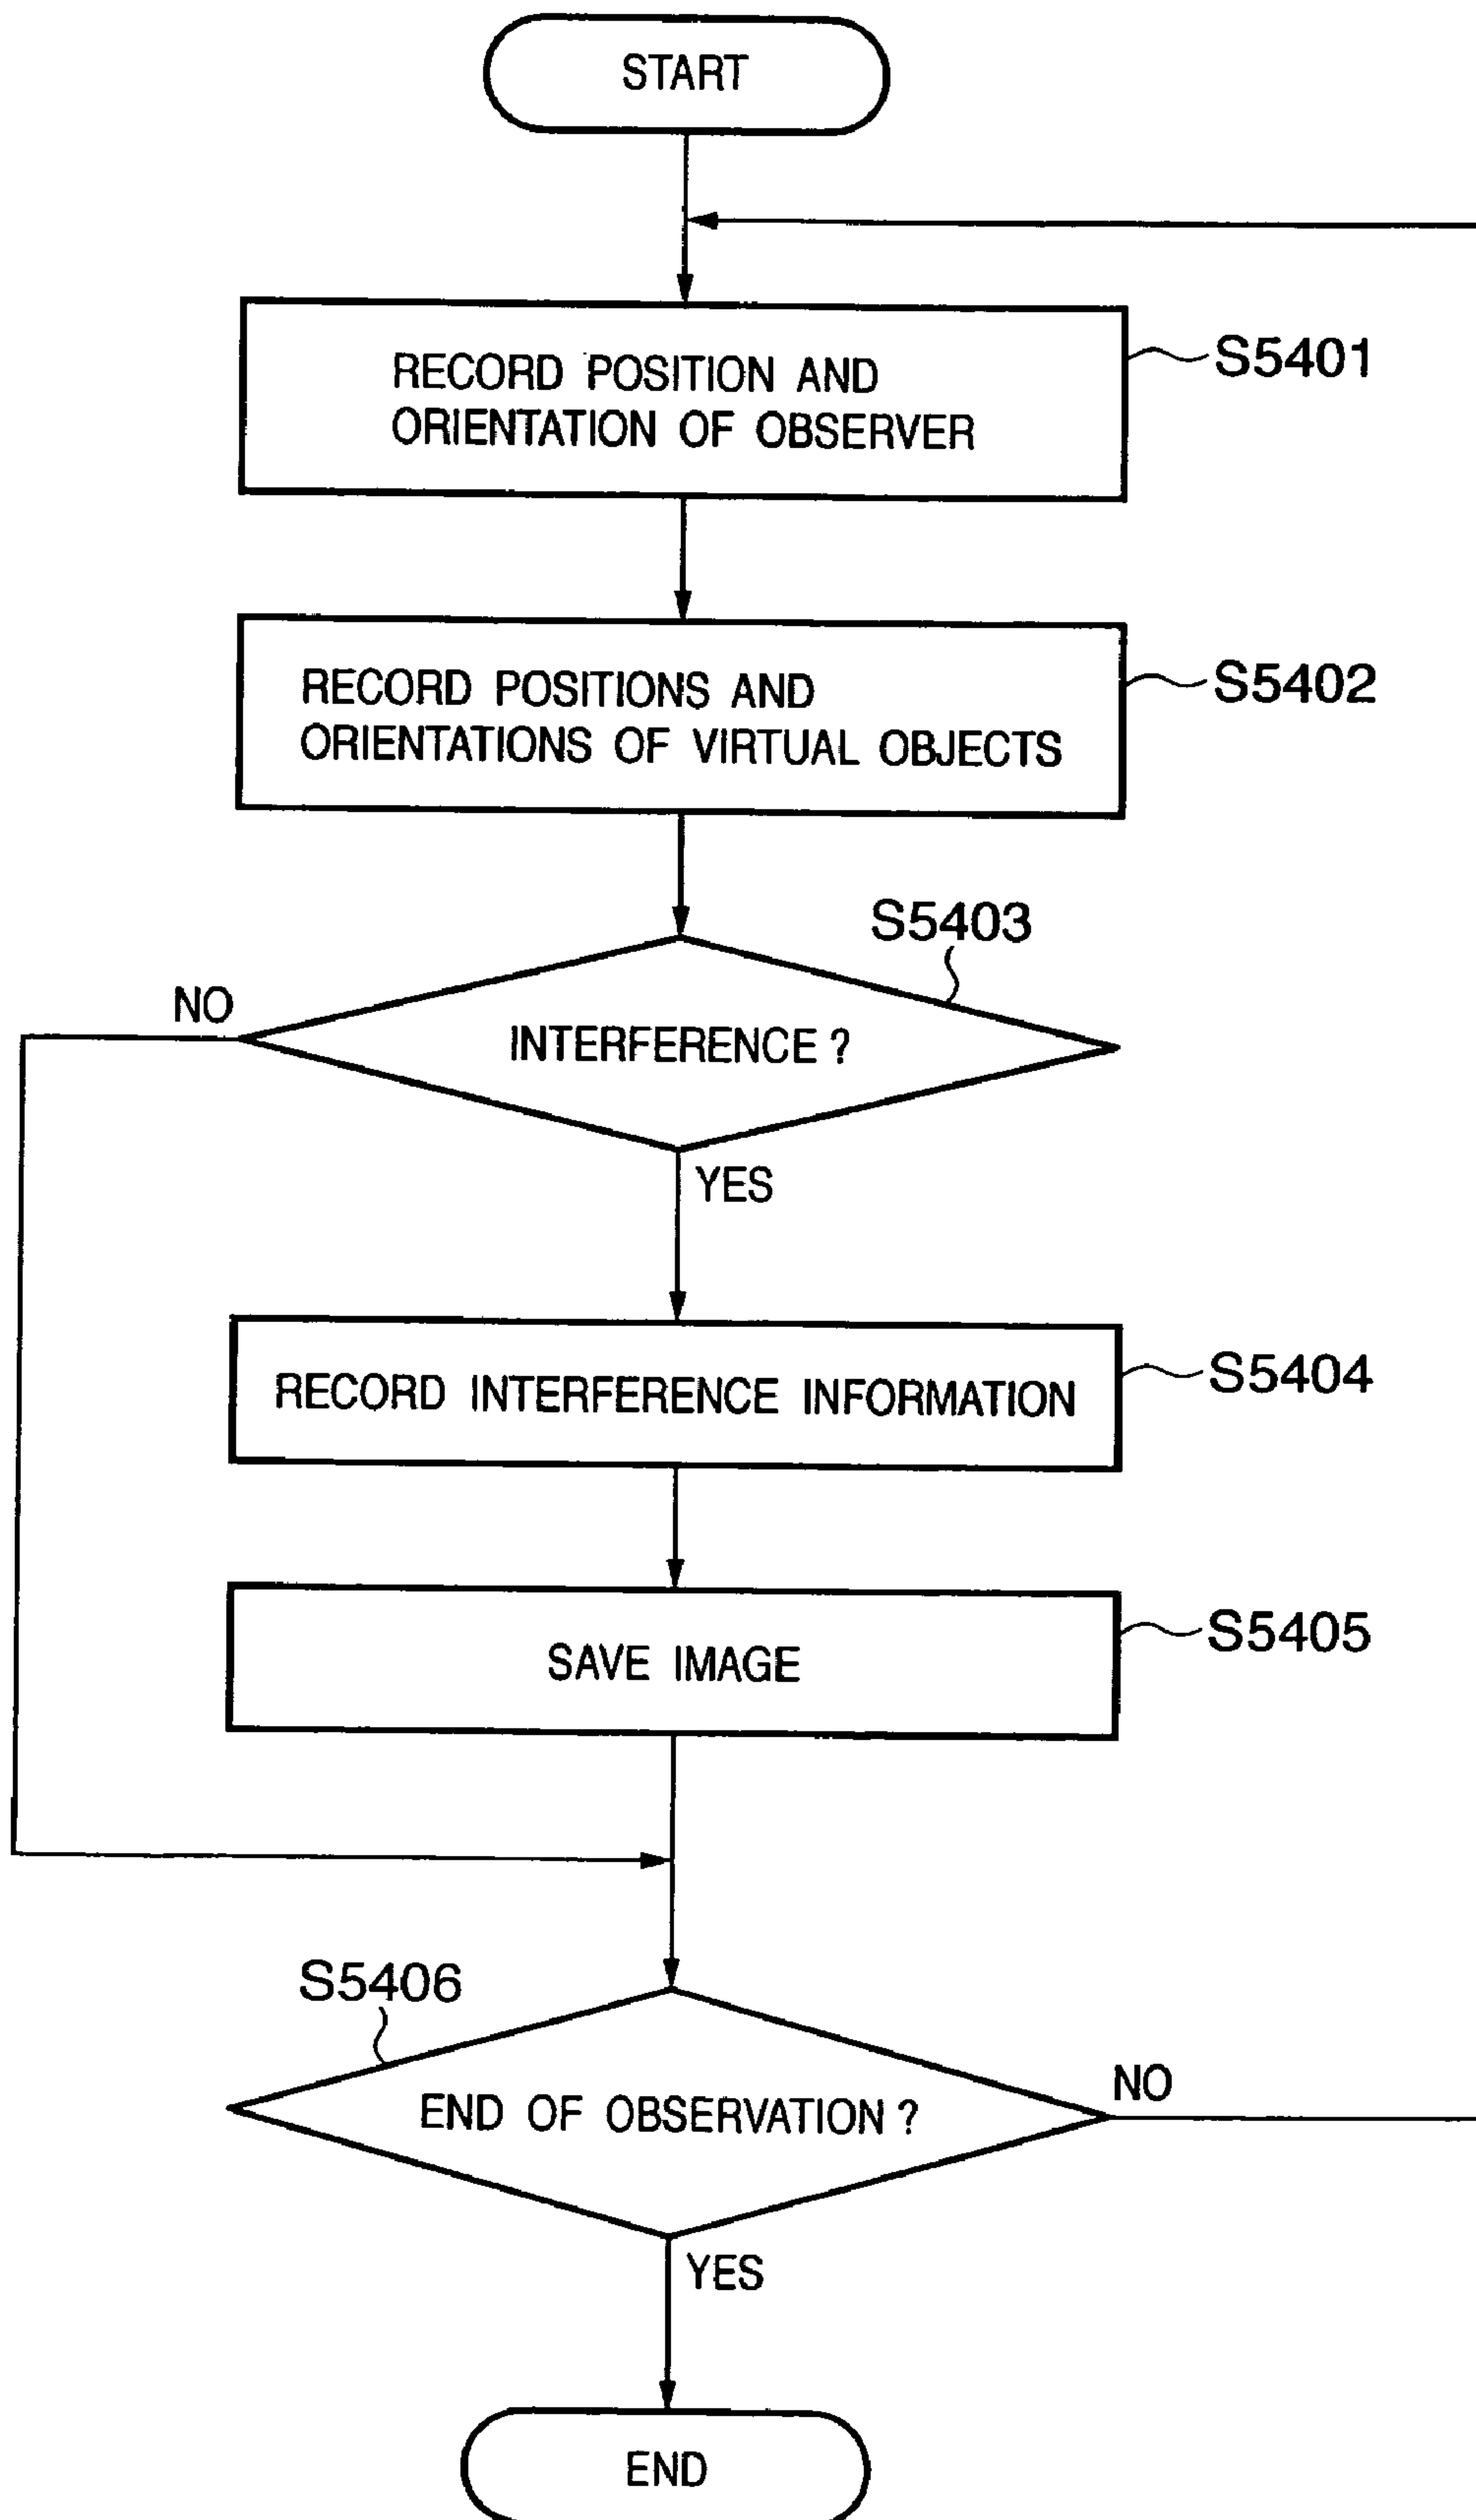 START
RECORD POSITION AND
ORIENTATION OF OBSERVER
S5401
RECORD POSITIONS AND
ORIENTATIONS OF VIRTUAL OBJECTS
S5402
S5403
NO
INTERFERENCE ?
YES
RECORD INTERFERENCE INFORMATION
S5404
SAVE IMAGE
S5405
S5406
END OF OBSERVATION ?
NO
YES
END